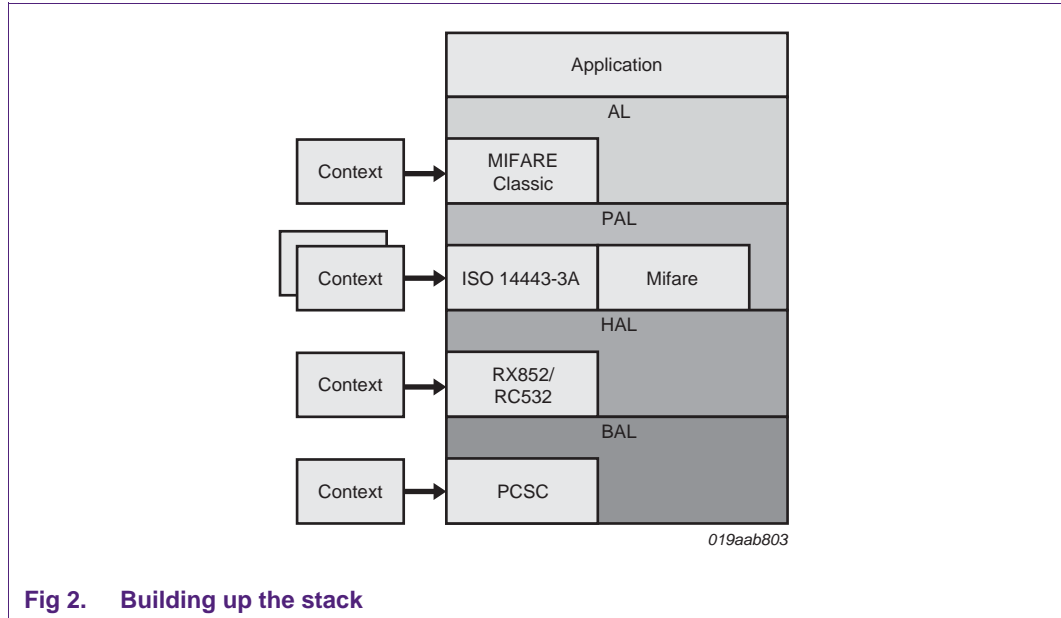 Application
AL
Context
MIFARE
Classic
PAL
Context
ISO 14443-3A
Mifare
HAL
Context
RX852/
RC532
BAL
Context
PCSC
019aab803
Fig 2. Building up the stack